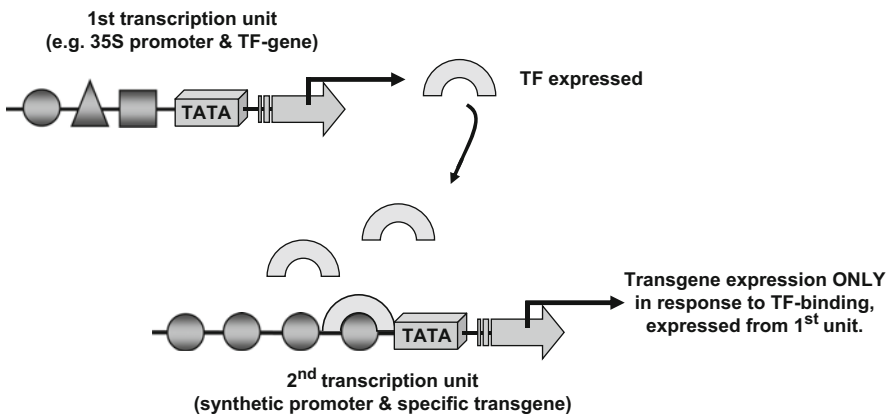 1st transcription unit
(e.g. 35S promoter & TF-gene)
TATA
TF expressed
Transgene expression ONLY
in response to TF-binding,
expressed from 1st unit.
TATA
2nd transcription unit
(synthetic promoter & specific transgene)